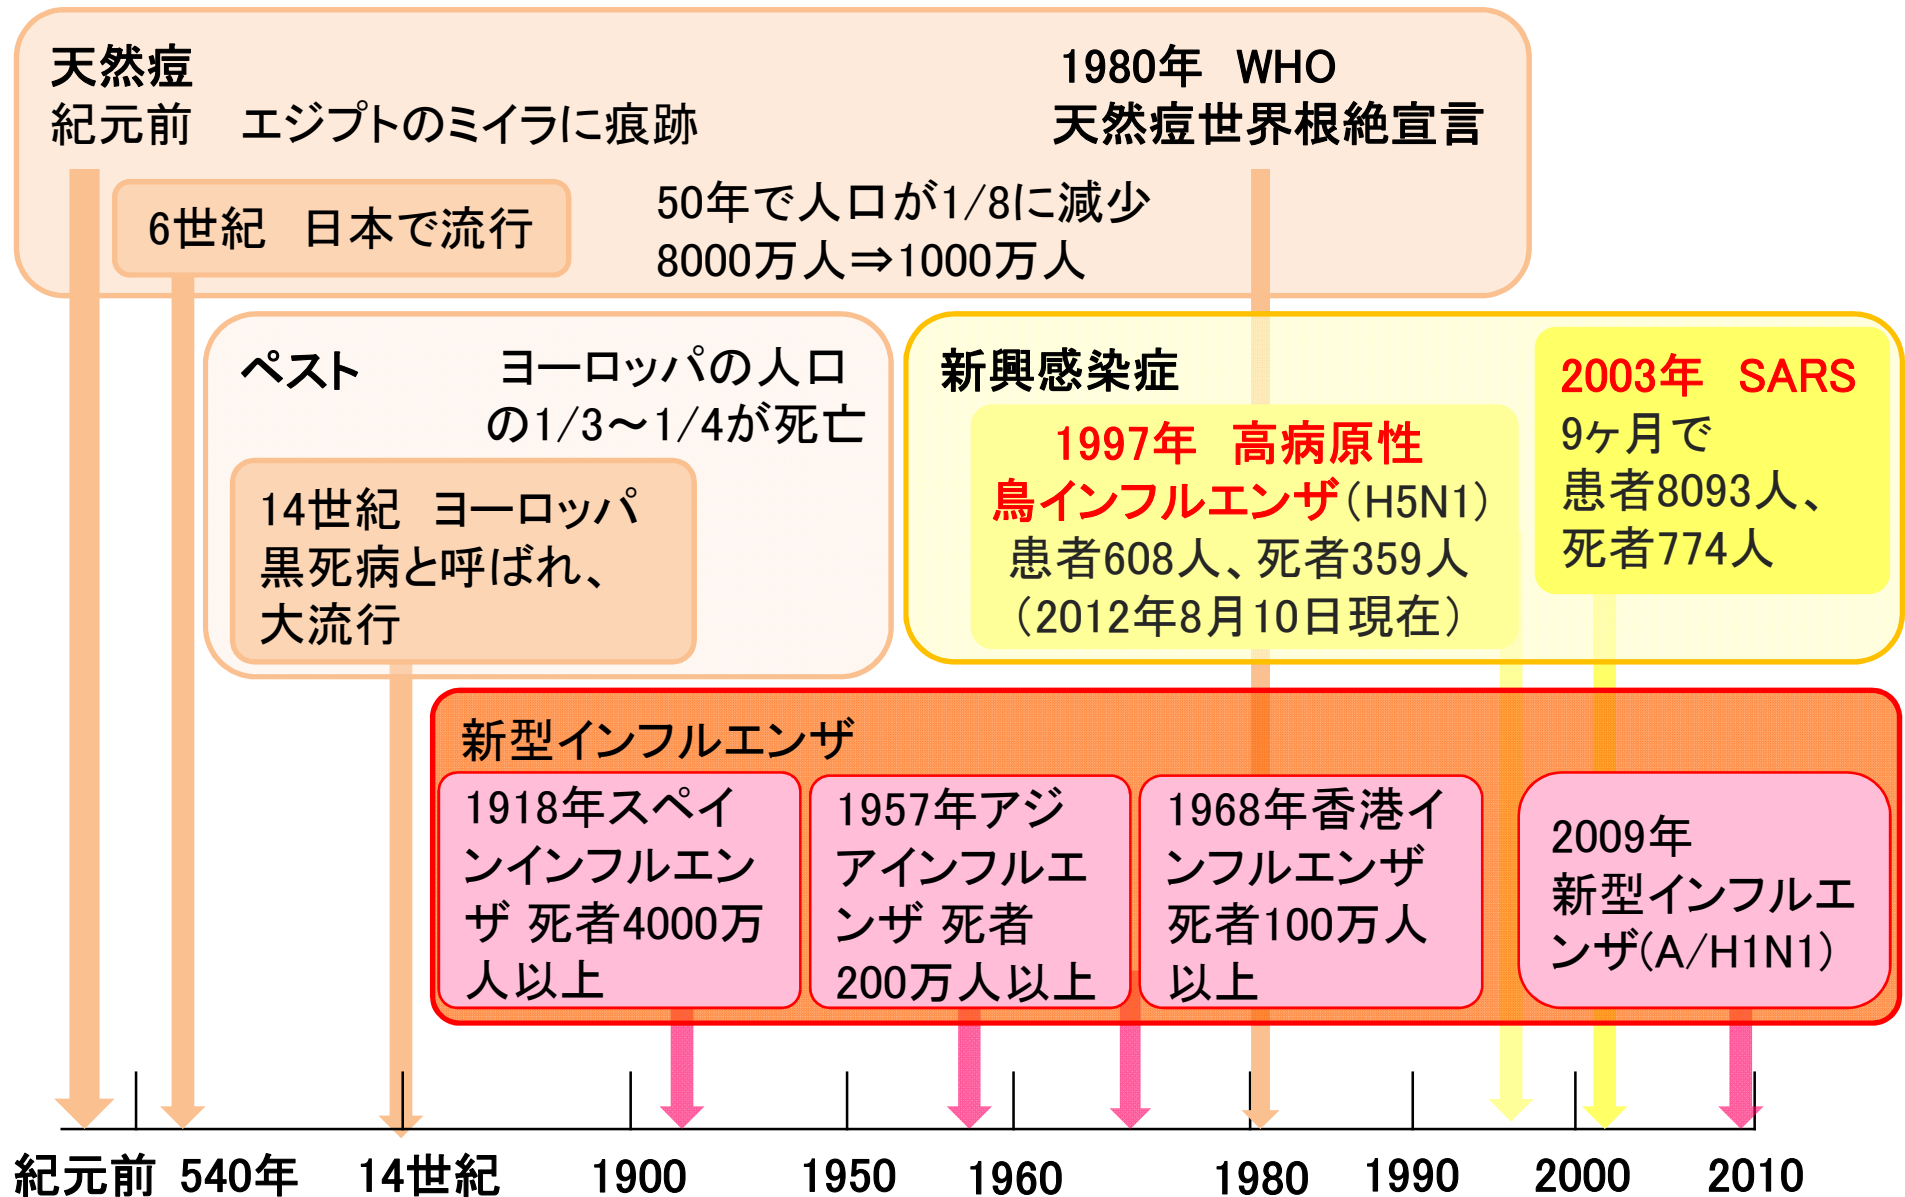 天然痘
紀元前　エジプトのミイラに痕跡
1980年　WHO
天然痘世界根絶宣言
6世紀　日本で流行
50年で人口が1/8に減少
8000万人⇒1000万人
ペスト
ヨーロッパの人口
の1/3～1/4が死亡
14世紀　ヨーロッパ
黒死病と呼ばれ、
大流行
新興感染症
1997年　高病原性
鳥インフルエンザ（H5N1）
患者608人、死者359人
（2012年8月10日現在）
2003年　SARS
9ヶ月で
患者8093人、
死者774人
新型インフルエンザ
1918年スペイ
ンインフルエン
ザ 死者4000万
人以上
1957年アジ
アインフルエ
ンザ 死者
200万人以上
1968年香港イ
ンフルエンザ
死者100万人
以上
2009年
新型インフルエ
ンザ(A/H1N1)
紀元前 540年 14世紀 1900 1950 1960 1980 1990 2000 2010